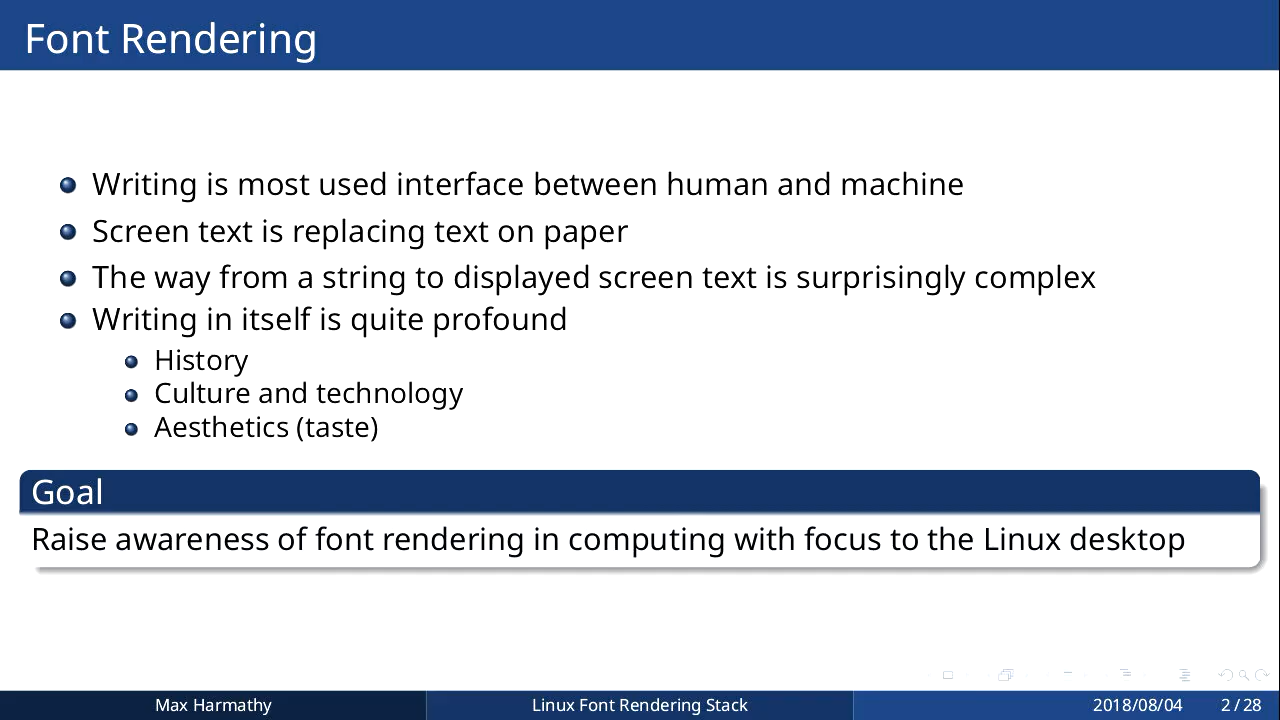 Font Rendering
Writing is most used interface between human and machine
Screen text is replacing text on paper
The way from a string to displayed screen text is surprisingly complex
Writing in itself is quite profound
History
Culture and technology
Aesthetics (taste)
Goal
Raise awareness of font rendering in computing with focus to the Linux desktop
Max Harmathy
Linux Font Rendering Stack
2018/08/04
2 / 28